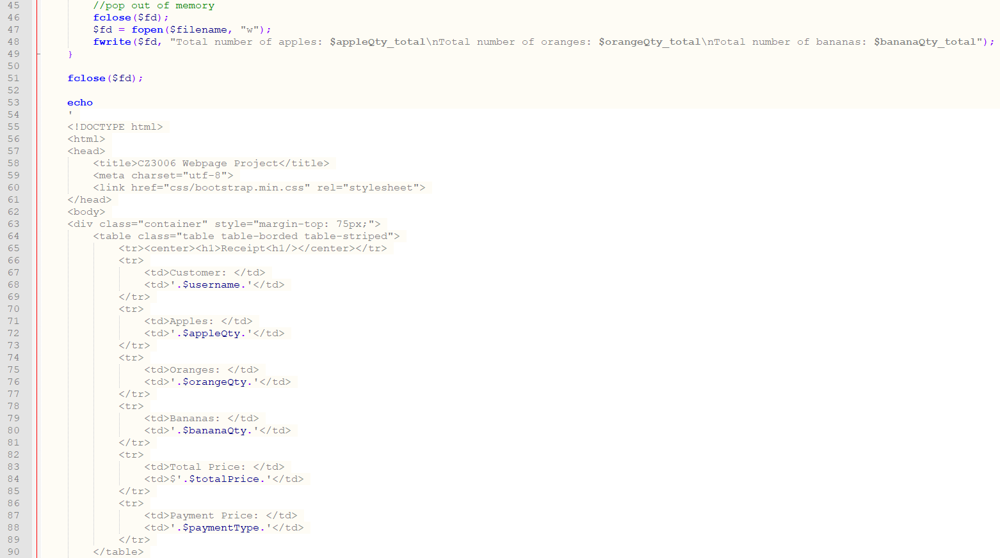 45 //pop out of memory
46 fclose($fd);
47 $fd = fopen($filename, "w");
48 fwrite($fd, "Total number of apples: $appleQty_total\nTotal number of oranges: $orangeQty_total\nTotal number of bananas: $bananaQty_total");
49 }
50
51 fclose($fd);
52
53 echo
54 '
55 <!DOCTYPE html>
56 <html>
57 <head>
58 <title>CZ3006 Webpage Project</title>
59 <meta charset="utf-8">
60 <link href="css/bootstrap.min.css" rel="stylesheet">
61 </head>
62 <body>
63 <div class="container" style="margin-top: 75px;">
64 <table class="table table-borded table-striped">
65 <tr><center><h1>Receipt<h1/></center></tr>
66 <tr>
67 <td>Customer: </td>
68 <td>'.$username.'</td>
69 </tr>
70 <tr>
71 <td>Apples: </td>
72 <td>'.$appleQty.'</td>
73 </tr>
74 <tr>
75 <td>Oranges: </td>
76 <td>'.$orangeQty.'</td>
77 </tr>
78 <tr>
79 <td>Bananas: </td>
80 <td>'.$bananaQty.'</td>
81 </tr>
82 <tr>
83 <td>Total Price: </td>
84 <td>$'.$totalPrice.'</td>
85 </tr>
86 <tr>
87 <td>Payment Price: </td>
88 <td>'.$paymentType.'</td>
89 </tr>
90 </table>